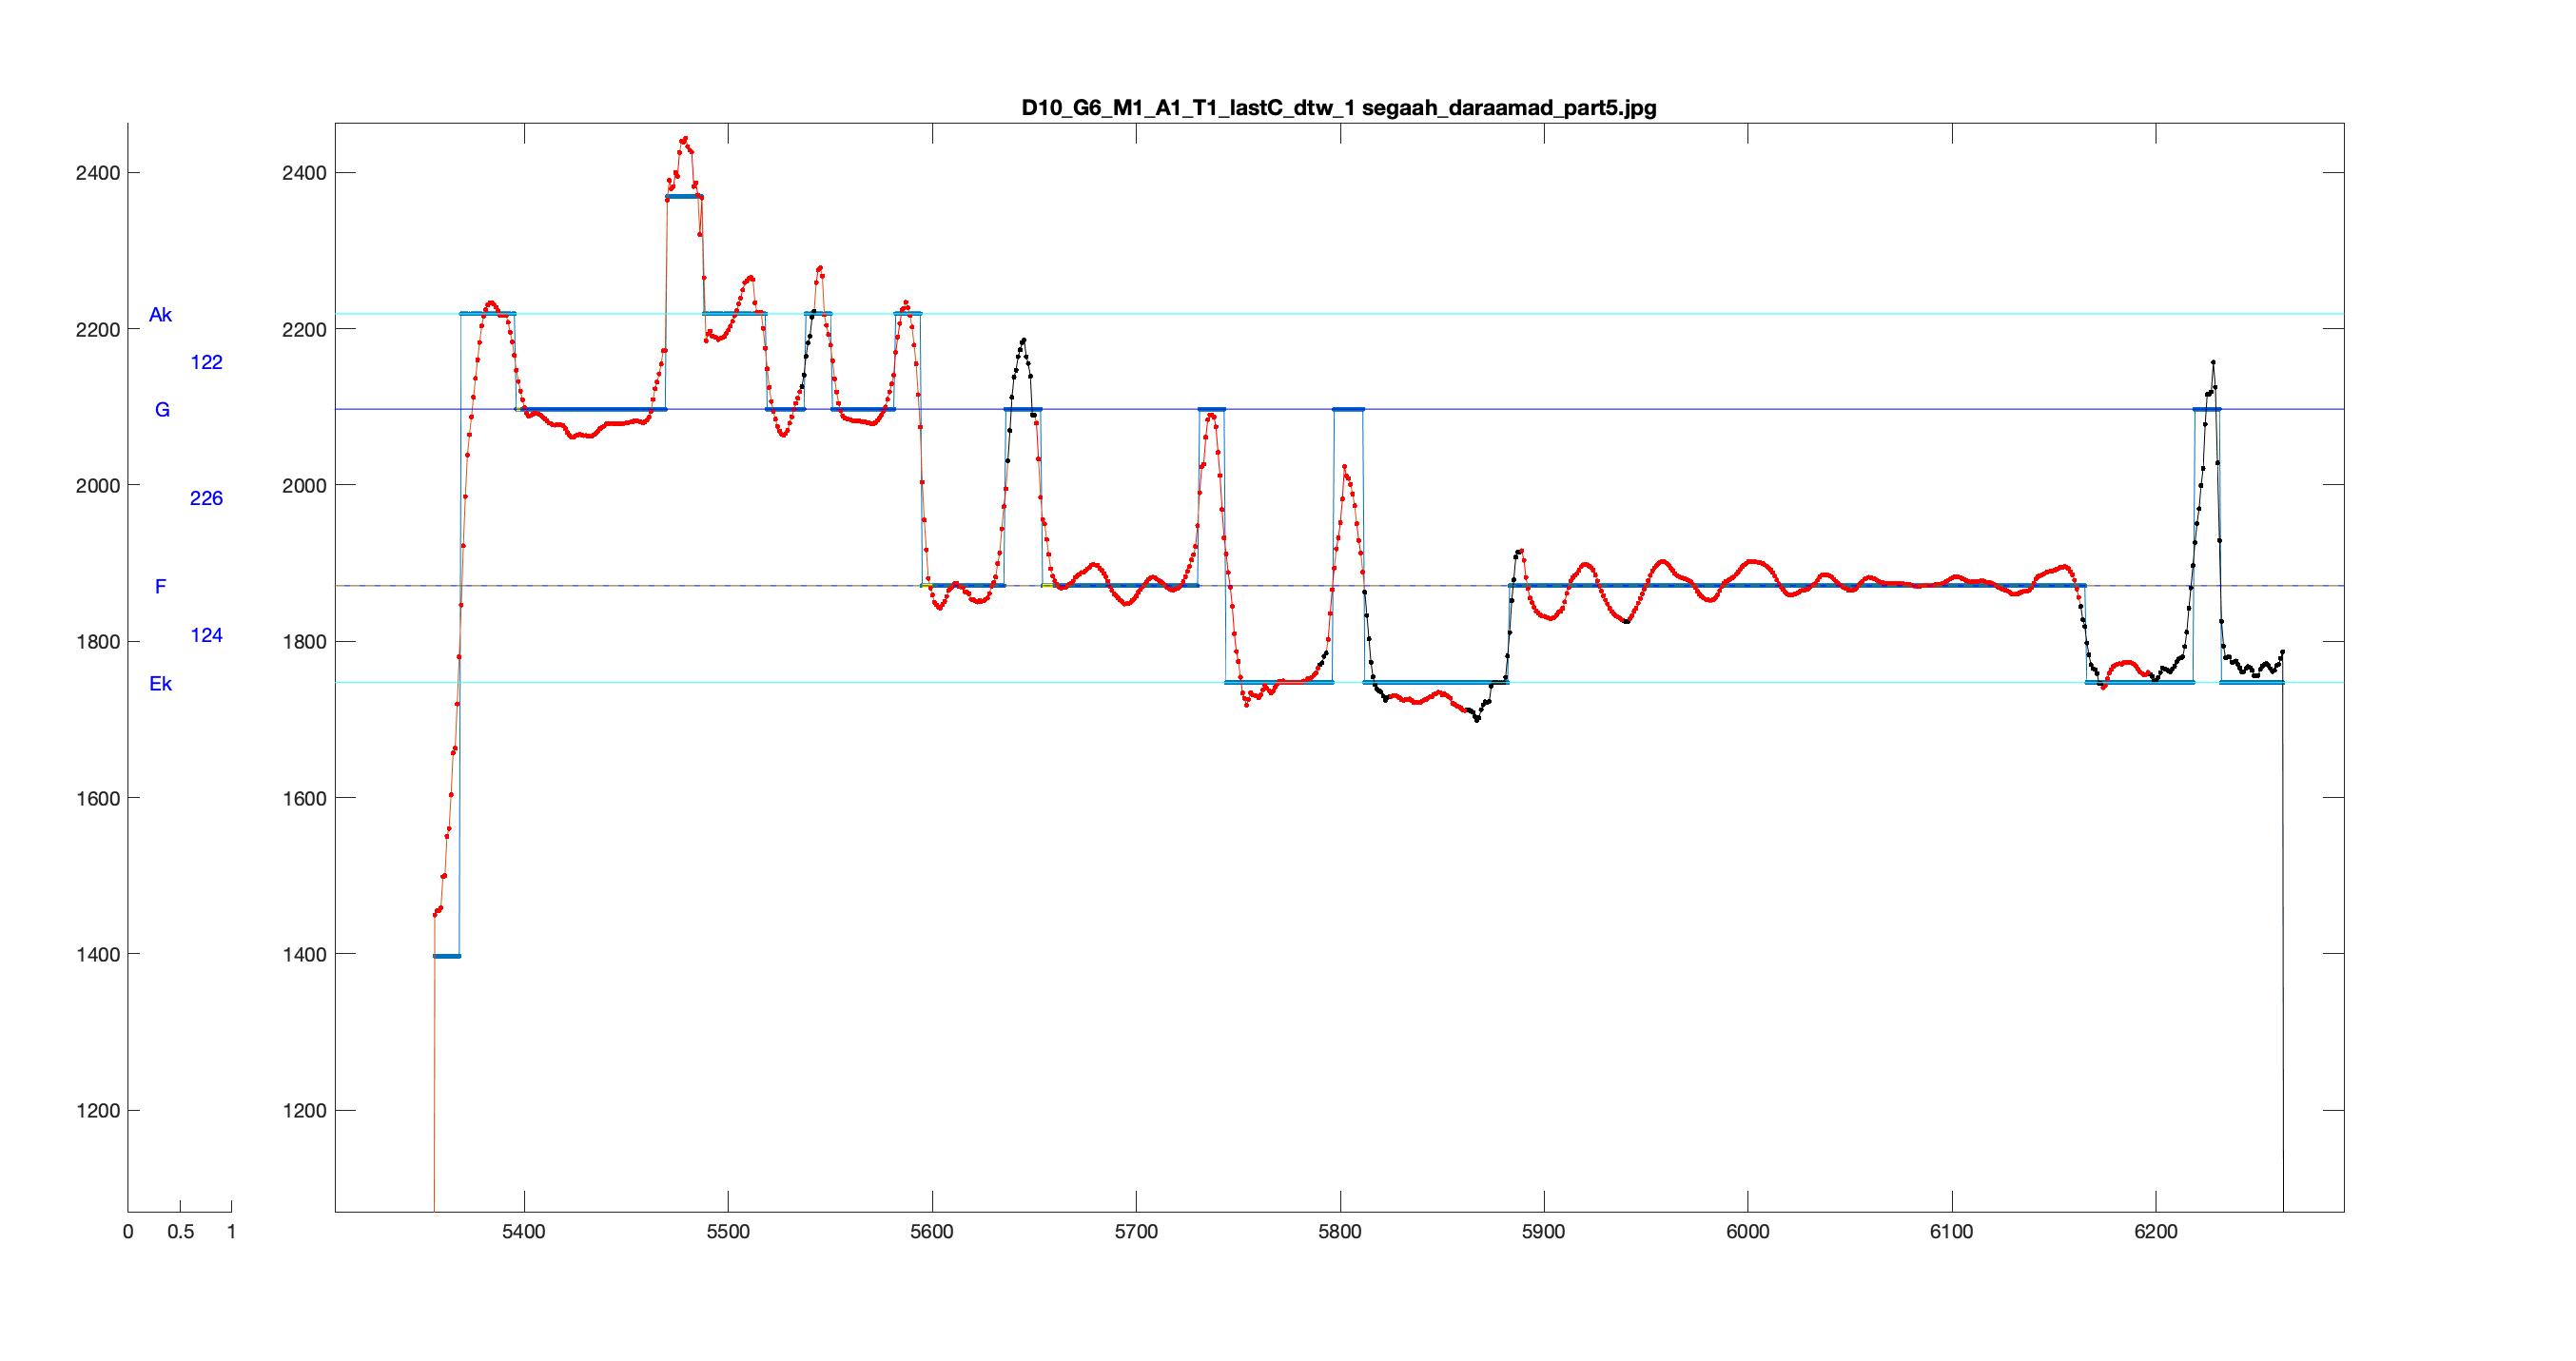 D10_G6_M1_A1_T1_lastC_dtw_1 segaah_daraamad_part5.jpg
2400 2400
Ak
2200 2200
122
G
2000 2000
226
F
1800 124 1800
Ek
1600 1600
1400 1400
1200 1200
0 0.5 1 5400 5500 5600 5700 5800 5900 6000 6100 6200